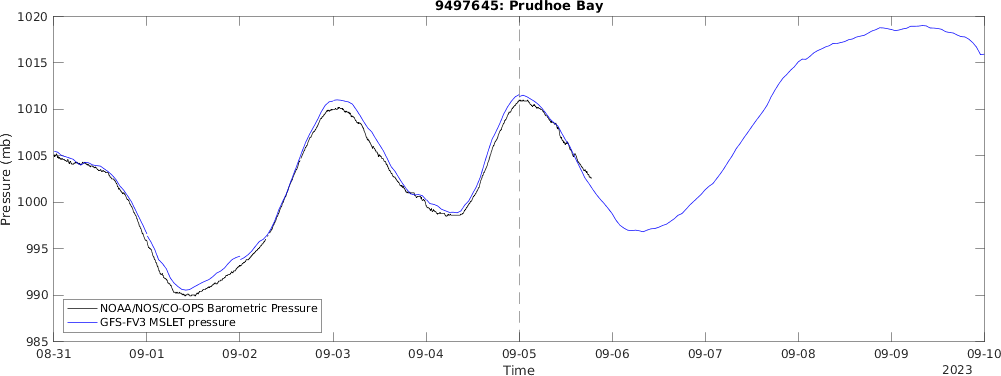 9497645: Prudhoe Bay
1020
1015
1010
1005
1000
995
990
985
Pressure (mb)
NOAA/NOS/CO-OPS Barometric Pressure
GFS-FV3 MSLET pressure
08-31 09-01 09-02 09-03 09-04 09-05 09-06 09-07 09-08 09-09 09-10
Time
2023